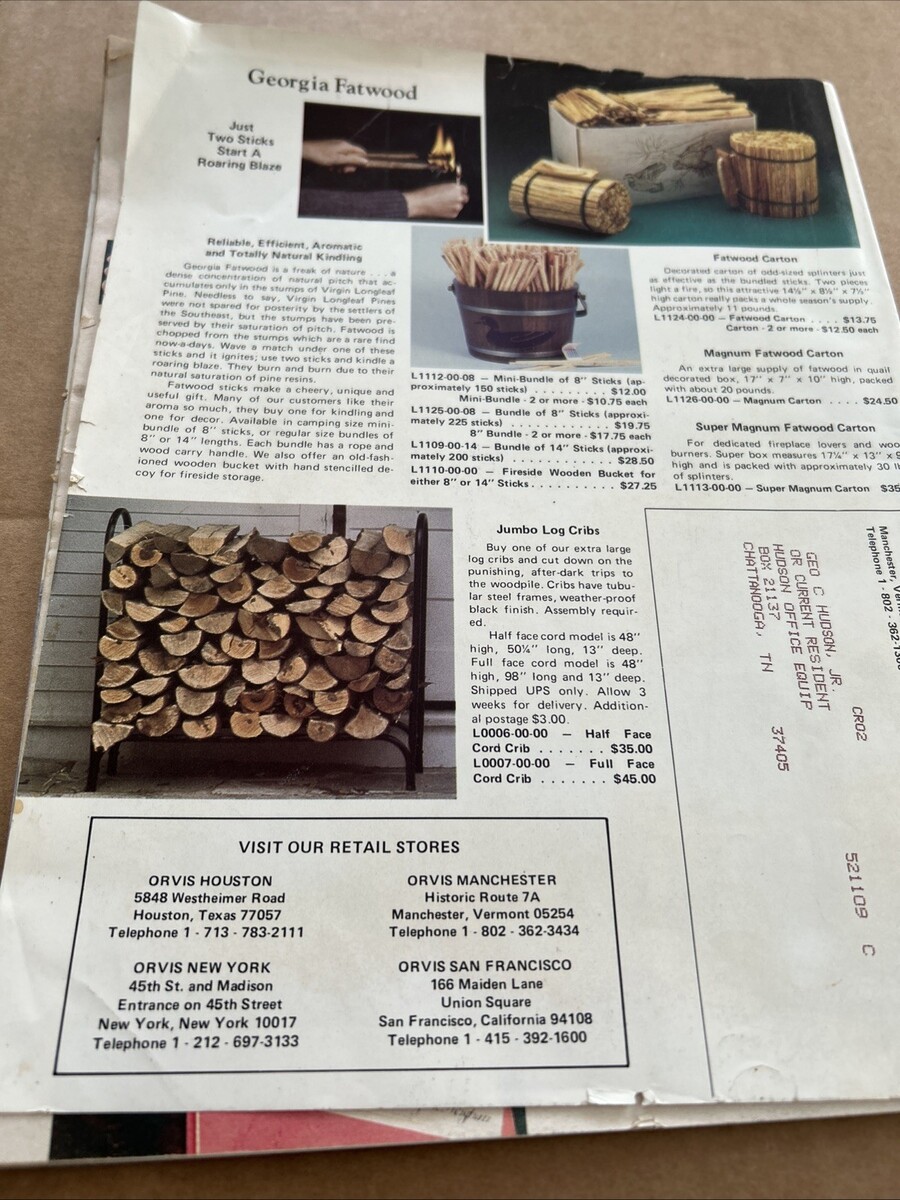 Georgia Fatwood
Just
Two Sticks
Start A
Roaring Blaze
Reliable, Efficient, Aromatic
and Totally Natural Kindling
Georgia Fatwood is a freak of nature . . . a
dense concentration of natural pitch that ac-
cumulates only in the stumps of Virgin Longleaf
Pine. Needless to say, Virgin Longleaf Pines
were not spared for posterity by the settlers of
the Southeast, but the stumps have been pre-
served by their saturation of pitch. Fatwood is
chopped from the stumps which are a rare find
now-a-days. Wave a match under one of these
sticks and it ignites; use two sticks and kindle a
roaring blaze. They burn and burn due to their
natural saturation of pine resins.
Fatwood sticks make a cheery, unique and
useful gift. Many of our customers like their
aroma so much, they buy one for kindling and
one for decor. Available in camping size mini-
bundle of 8" sticks, or regular size bundles of
8" or 14" lengths. Each bundle has a rope and
wood carry handle. We also offer an old-fash-
ioned wooden bucket with hand stencilled de-
coy for fireside storage.
L1112-00-08 — Mini-Bundle of 8" Sticks (ap-
proximately 150 sticks) . . . . . . . . . $12.00
Mini-Bundle - 2 or more - $10.75 each
L1125-00-08 — Bundle of 8" Sticks (approxi-
mately 225 sticks) . . . . . . . . . . . . $19.75
8" Bundle - 2 or more - $17.75 each
L1109-00-14 — Bundle of 14" Sticks (approxi-
mately 200 sticks) . . . . . . . . . . . . $28.50
L1110-00-00 — Fireside Wooden Bucket for
either 8" or 14" Sticks . . . . . . . . . . $27.25
Fatwood Carton
Decorated carton of odd-sized splinters just
as effective as the bundled sticks. Two pieces
light a fire, so this attractive 14½" x 8½" x 7½"
high carton really packs a whole season's supply.
Approximately 11 pounds.
L1124-00-00 — Fatwood Carton . . . . $13.75
Carton - 2 or more - $12.50 each
Magnum Fatwood Carton
An extra large supply of fatwood in quail
decorated box, 17" x 7" x 10" high, packed
with about 20 pounds.
L1126-00-00 — Magnum Carton . . . . $24.50
Super Magnum Fatwood Carton
For dedicated fireplace lovers and woo
burners. Super box measures 17¼" x 13" x 9
high and is packed with approximately 30 lb
of splinters.
L1113-00-00 — Super Magnum Carton $35
Jumbo Log Cribs
Buy one of our extra large
log cribs and cut down on the
punishing, after-dark trips to
the woodpile. Cribs have tubu-
lar steel frames, weather-proof
black finish. Assembly requir-
ed.
Half face cord model is 48"
high, 50¼" long, 13" deep.
Full face cord model is 48"
high, 98" long and 13" deep.
Shipped UPS only. Allow 3
weeks for delivery. Addition-
al postage $3.00.
L0006-00-00 — Half Face
Cord Crib . . . . . . . $35.00
L0007-00-00 — Full Face
Cord Crib . . . . . . . $45.00
Manchester, Verm
Telephone 1 - 802 - 362-1300
GEO C HUDSON, JR. CR02
OR CURRENT RESIDENT
HUDSON OFFICE EQUIP
BOX 21137
CHATTANOOGA, TN 37405
521109 C
VISIT OUR RETAIL STORES
ORVIS HOUSTON
5848 Westheimer Road
Houston, Texas 77057
Telephone 1 - 713 - 783-2111
ORVIS MANCHESTER
Historic Route 7A
Manchester, Vermont 05254
Telephone 1 - 802 - 362-3434
ORVIS NEW YORK
45th St. and Madison
Entrance on 45th Street
New York, New York 10017
Telephone 1 - 212 - 697-3133
ORVIS SAN FRANCISCO
166 Maiden Lane
Union Square
San Francisco, California 94108
Telephone 1 - 415 - 392-1600